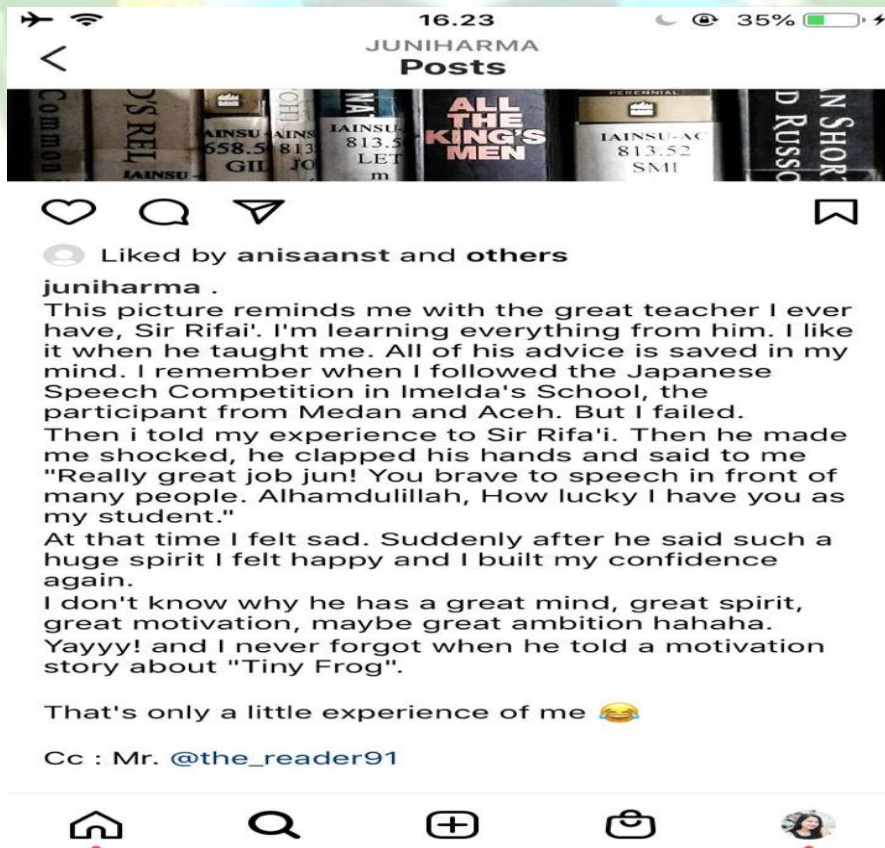 16.23
35%
JUNIHARMA
Posts
Common
O'S REL
IAINSU
AINSU
658.5
GIL
AINS
813
JO
IAINSU-
813.5
LET
m
NA
ALL
THE
KING'S
MEN
PERENNIAL
IAINSU-AC
813.52
SMI
D RUSSO
N SHOR
Liked by anisaanst and others
juniharma .
This picture reminds me with the great teacher I ever
have, Sir Rifai'. I'm learning everything from him. I like
it when he taught me. All of his advice is saved in my
mind. I remember when I followed the Japanese
Speech Competition in Imelda's School, the
participant from Medan and Aceh. But I failed.
Then i told my experience to Sir Rifa'i. Then he made
me shocked, he clapped his hands and said to me
"Really great job jun! You brave to speech in front of
many people. Alhamdulillah, How lucky I have you as
my student."
At that time I felt sad. Suddenly after he said such a
huge spirit I felt happy and I built my confidence
again.
I don't know why he has a great mind, great spirit,
great motivation, maybe great ambition hahaha.
Yayyy! and I never forgot when he told a motivation
story about "Tiny Frog".
That's only a little experience of me 😂
Cc : Mr. @the_reader91